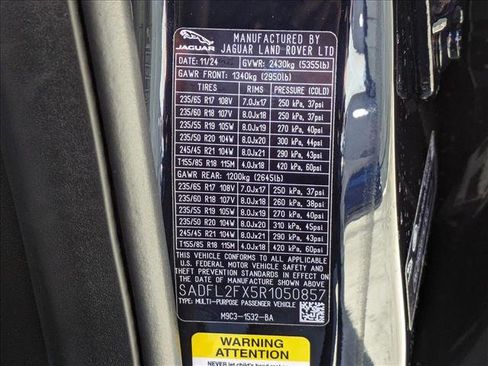 JAGUAR
MANUFACTURED BY
JAGUAR LAND ROVER LTD
DATE: 11/24 GVWR: 2430kg (5355lb)
GAWR FRONT: 1340kg (2950lb)
TIRES RIMS PRESSURE (COLD)
235/65 R17 108V 7.0Jx17 250 kPa, 37psi
235/60 R18 107V 8.0Jx18 250 kPa, 37psi
235/55 R19 105W 8.0Jx19 270 kPa, 40psi
235/50 R20 104W 8.0Jx20 300 kPa, 44psi
245/45 R21 104W 8.0Jx21 290 kPa, 43psi
T155/85 R18 115M 4.0Jx18 420 kPa, 60psi
GAWR REAR: 1200kg (2645lb)
235/65 R17 108V 7.0Jx17 250 kPa, 37psi
235/60 R18 107V 8.0Jx18 260 kPa, 38psi
235/55 R19 105W 8.0Jx19 270 kPa, 40psi
235/50 R20 104W 8.0Jx20 310 kPa, 45psi
245/45 R21 104W 8.0Jx21 290 kPa, 43psi
T155/85 R18 115M 4.0Jx18 420 kPa, 60psi
THIS VEHICLE CONFORMS TO ALL APPLICABLE
FEDERAL MOTOR VEHICLE SAFETY, BUMPER, AND
THEFT PREVENTION STANDARDS IN EFFECT ON
THE DATE OF MANUFACTURE SHOWN ABOVE
SADFL2FX5R1050857
TYPE: MULTI-PURPOSE PASSENGER VEHICLE
M9C3-1532-BA
WARNING
ATTENTION